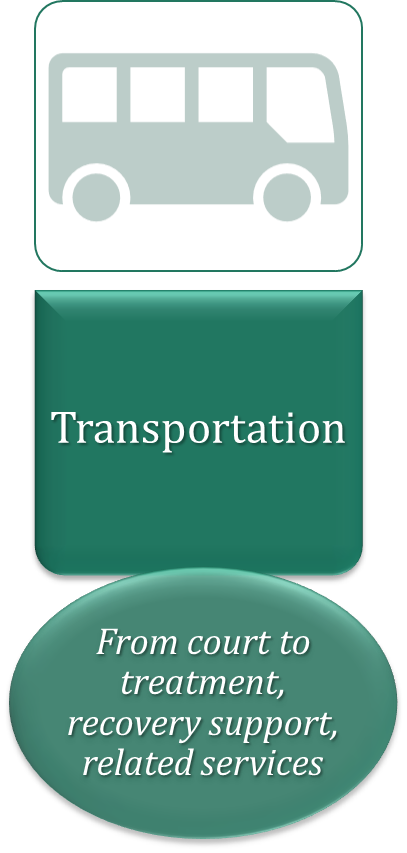 Transportation
From court to
treatment,
recovery support,
related services